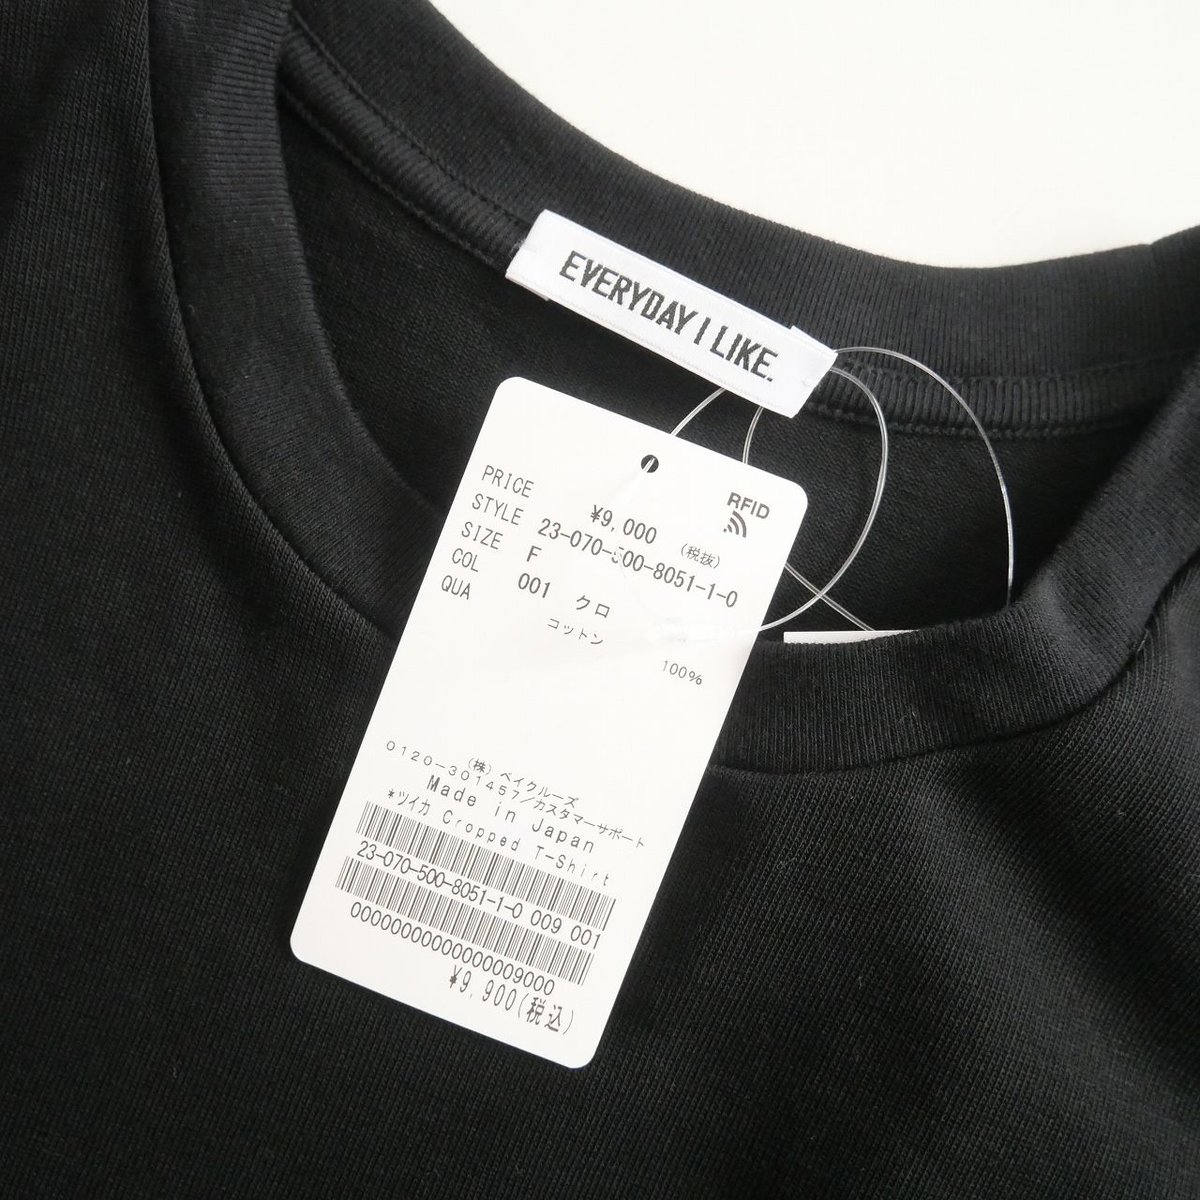 EVERYDAY I LIKE.
RFID
PRICE ¥9,000 (税抜)
STYLE 23-070-500-8051-1-0
SIZE F
COL 001 クロ
QUA コットン 100%
(株) ベイクルーズ
0120-301457/カスタマーサポート
Made in Japan
*ツイカ Cropped T-Shirt
23-070-500-8051-1-0 009 001
0000000000000000009000
¥9,900(税込)